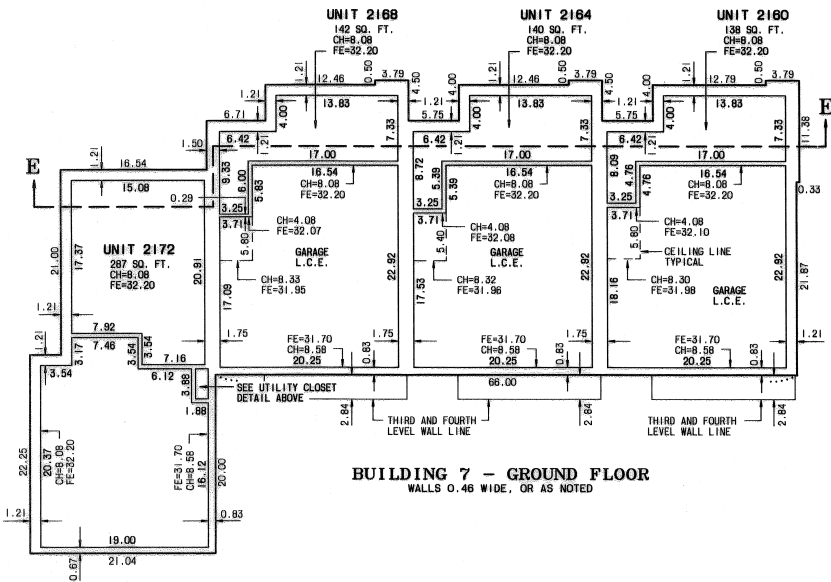 UNIT 2168
142 SQ. FT.
CH=8.08
FE=32.20
UNIT 2164
140 SQ. FT.
CH=8.08
FE=32.20
UNIT 2160
138 SQ. FT.
CH=8.08
FE=32.20
1.21
12.46
0.50
3.79
4.50
4.00
1.21
12.46
0.50
3.79
4.50
4.00
1.21
12.79
0.50
3.79
1.21
6.71
4.00
13.83
7.33
1.21
5.75
4.00
13.83
7.33
1.21
5.75
4.00
13.83
7.33
11.38
E
1.50
6.42
1.21
6.42
1.21
6.42
1.21
E
1.21
16.54
15.08
9.33
17.00
16.54
8.72
17.00
16.54
8.09
17.00
16.54
0.29
6.00
5.83
CH=8.08
FE=32.20
5.39
5.39
CH=8.08
FE=32.20
4.76
4.76
CH=8.08
FE=32.20
0.33
3.25
3.71
CH=4.08
FE=32.07
3.25
3.71
CH=4.08
FE=32.08
3.25
3.71
CH=4.08
FE=32.10
UNIT 2172
287 SQ. FT.
CH=8.08
FE=32.20
21.00
17.37
20.91
5.80
GARAGE
L.C.E.
5.40
GARAGE
L.C.E.
5.80
CEILING LINE
TYPICAL
GARAGE
L.C.E.
17.09
CH=8.33
FE=31.95
22.92
17.53
CH=8.32
FE=31.96
22.92
18.16
CH=8.30
FE=31.98
22.92
21.87
1.21
7.92
7.46
3.54
3.54
1.75
FE=31.70
CH=8.58
20.25
0.83
1.75
1.75
FE=31.70
CH=8.58
20.25
0.83
1.75
1.75
FE=31.70
CH=8.58
20.25
0.83
1.21
3.54
3.17
7.16
6.12
3.88
1.88
SEE UTILITY CLOSET
DETAIL ABOVE
66.00
2.84
THIRD AND FOURTH
LEVEL WALL LINE
2.84
THIRD AND FOURTH
LEVEL WALL LINE
2.84
22.25
20.37
CH=8.08
FE=32.20
FE=31.70
CH=8.58
16.12
20.00
BUILDING 7 - GROUND FLOOR
WALLS 0.46 WIDE, OR AS NOTED
1.21
0.83
19.00
21.04
0.67